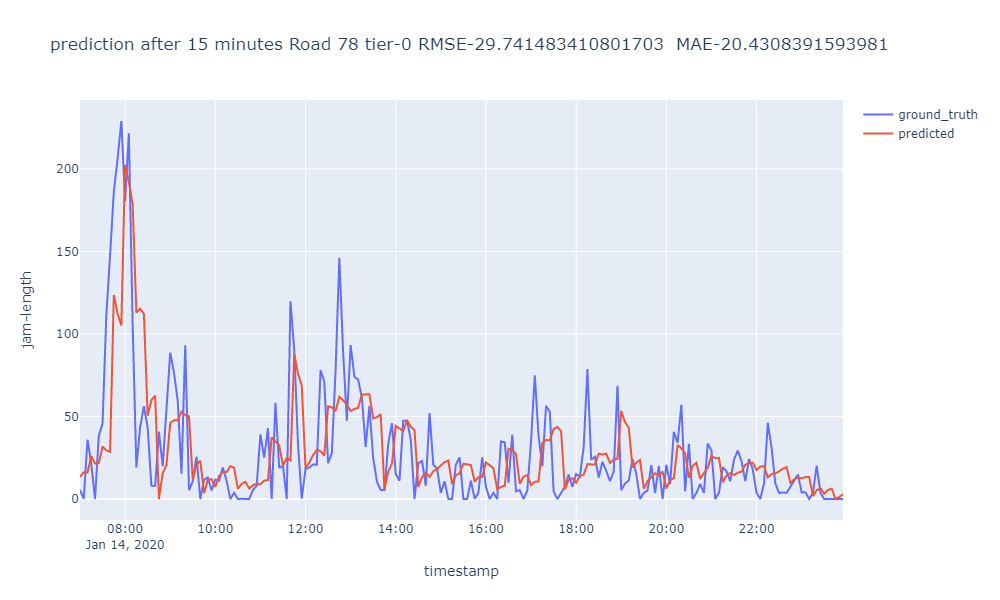 prediction after 15 minutes Road 78 tier-0 RMSE-29.741483410801703  MAE-20.4308391593981
ground_truth
predicted
200
150
100
50
0
jam-length
08:00 10:00 12:00 14:00 16:00 18:00 20:00 22:00
Jan 14, 2020
timestamp